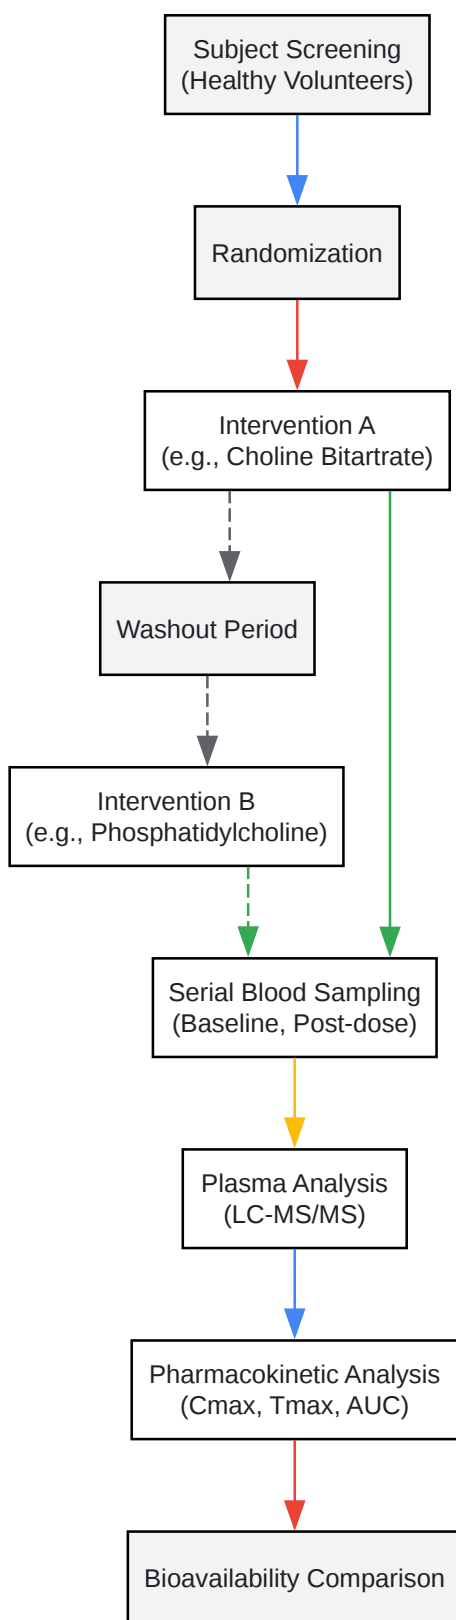 Subject Screening
(Healthy Volunteers)
Randomization
Intervention A
(e.g., Choline Bitartrate)
Washout Period
Intervention B
(e.g., Phosphatidylcholine)
Serial Blood Sampling
(Baseline, Post-dose)
Plasma Analysis
(LC-MS/MS)
Pharmacokinetic Analysis
(Cmax, Tmax, AUC)
Bioavailability Comparison